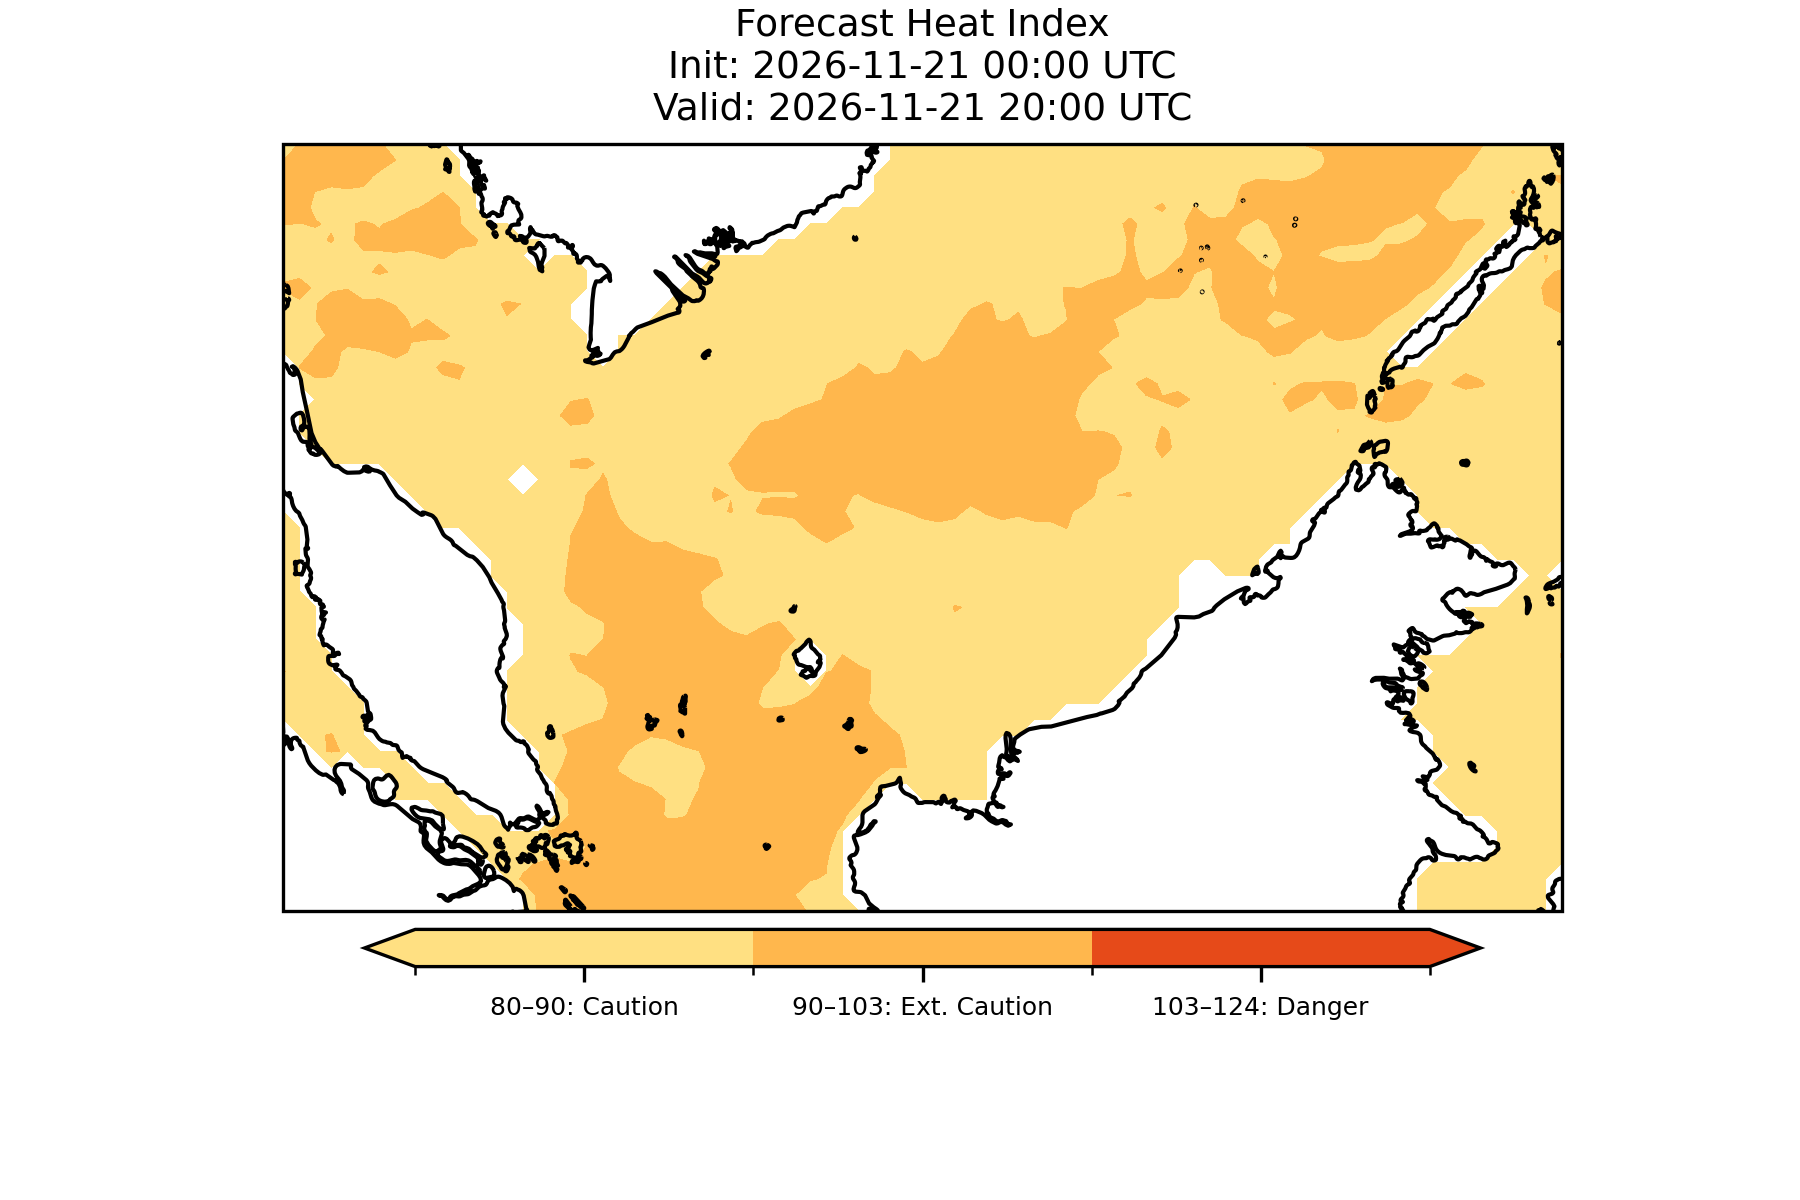 Forecast Heat Index
Init: 2026-11-21 00:00 UTC
Valid: 2026-11-21 20:00 UTC
80–90: Caution
90–103: Ext. Caution
103–124: Danger